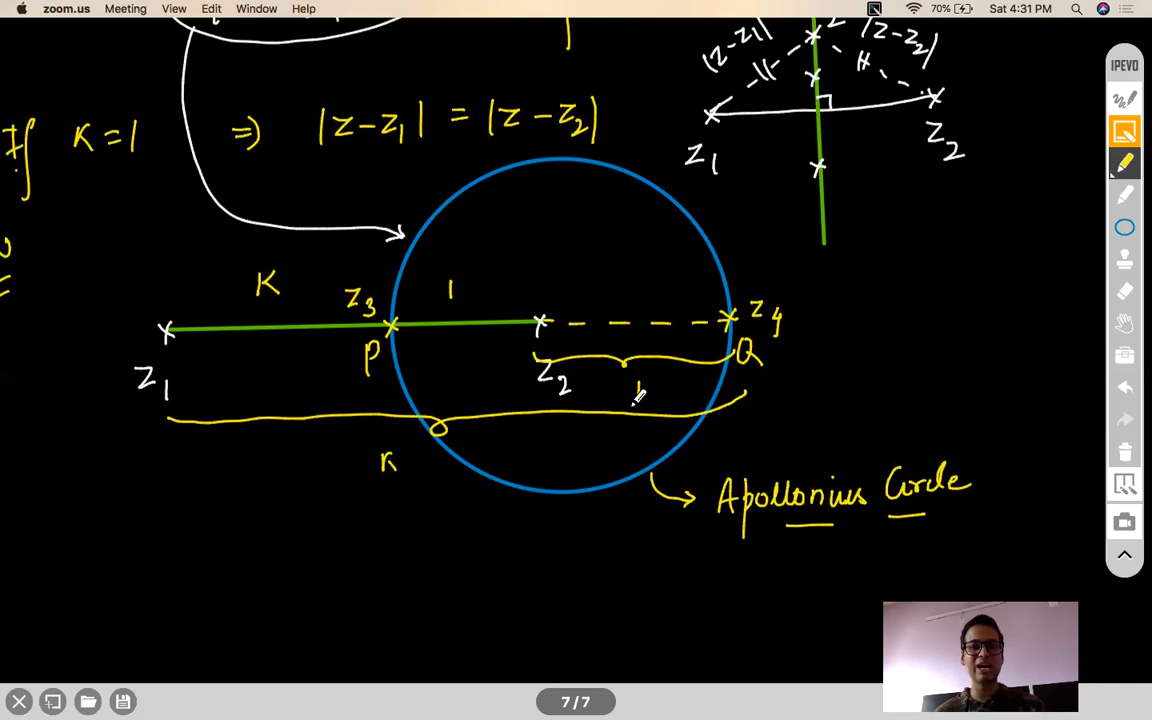 zoom.us Meeting View Edit Window Help 70% Sat 4:31 PM
|z-z1| z |z-z2|
IPEVO
If K=1 => |z-z1| = |z-z2|
z1 z2
K z3 1 z4
P Q
z1 z2
1
K
Apollonius Circle
7/7